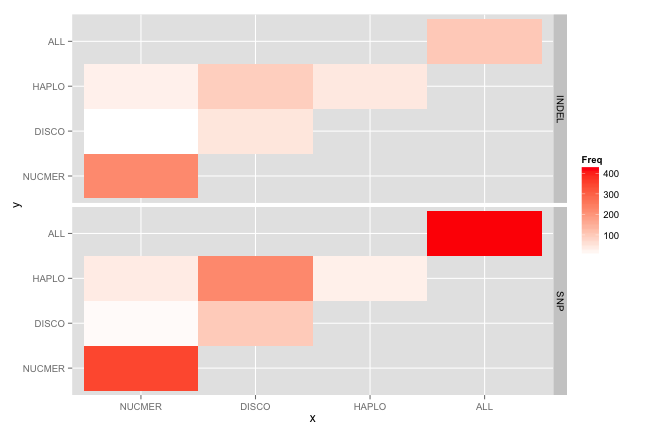 ALL
HAPLO
DISCO
NUCMER
INDEL
y
ALL
HAPLO
DISCO
NUCMER
SNP
NUCMER DISCO HAPLO ALL
x
Freq
400
300
200
100